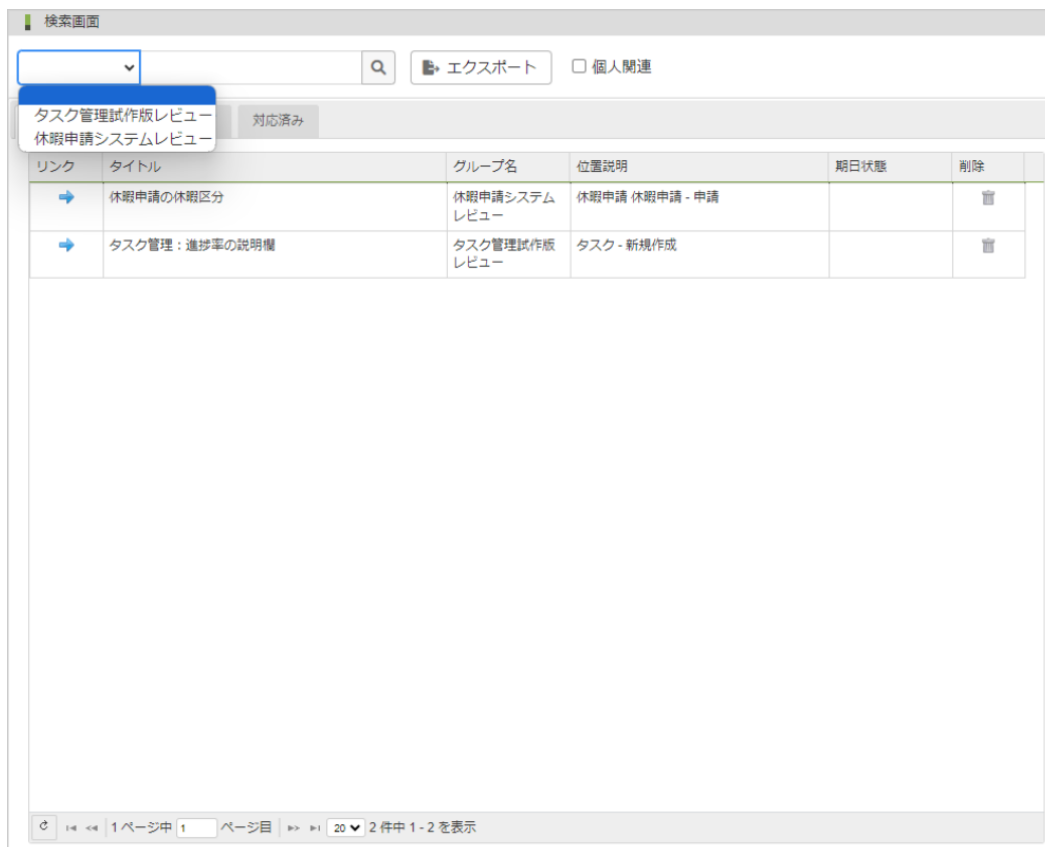 検索画面
エクスポート 個人関連
タスク管理試作版レビュー
休暇申請システムレビュー
対応済み
リンク タイトル グループ名 位置説明 期日状態 削除
休暇申請の休暇区分 休暇申請システム 休暇申請 休暇申請 - 申請
レビュー
タスク管理：進捗率の説明欄 タスク管理試作版 タスク - 新規作成
レビュー
1 ページ中 1 ページ目 20 2 件中 1 - 2 を表示